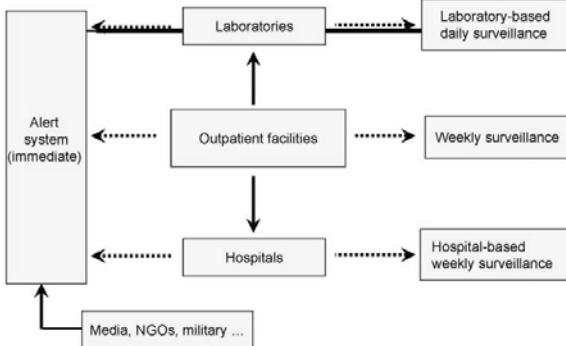 Laboratories
Laboratory-based
daily surveillance
Alert
system
(immediate)
Outpatient facilities
Weekly surveillance
Hospitals
Hospital-based
weekly surveillance
Media, NGOs, military ...